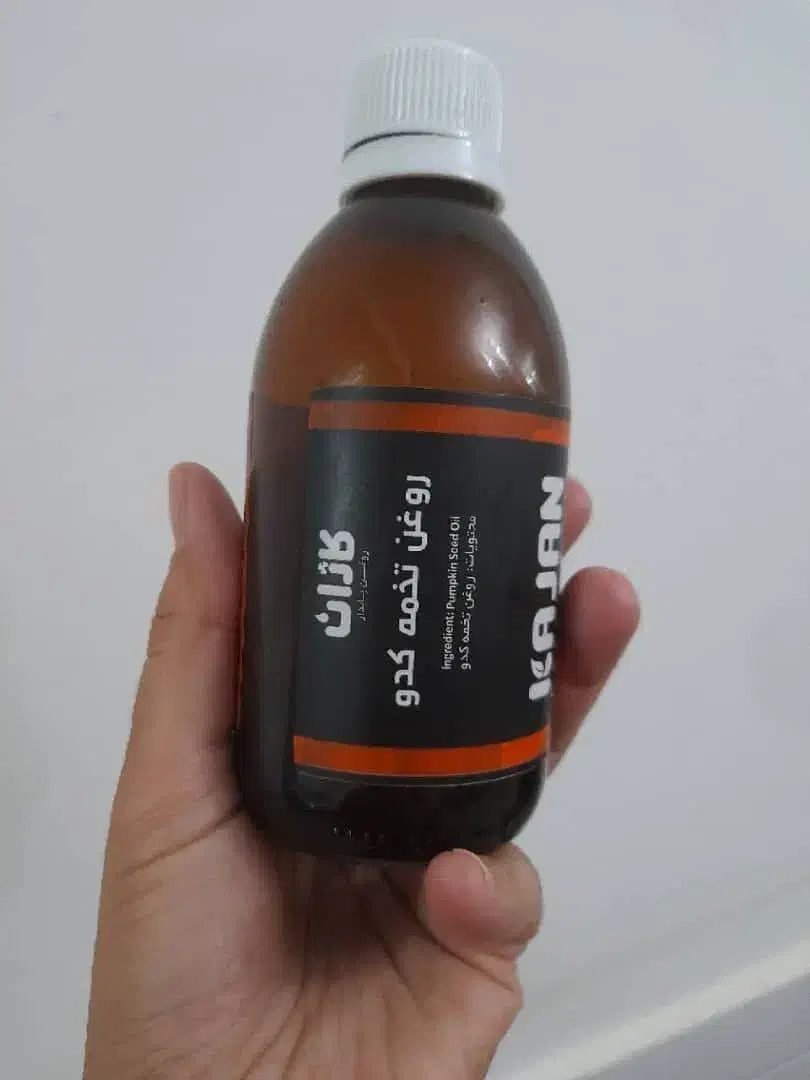 کاژان
روغن تخمه کدو
Ingredient: Pumpkin Seed Oil
محتویات: روغن تخمه کدو
KAJAN